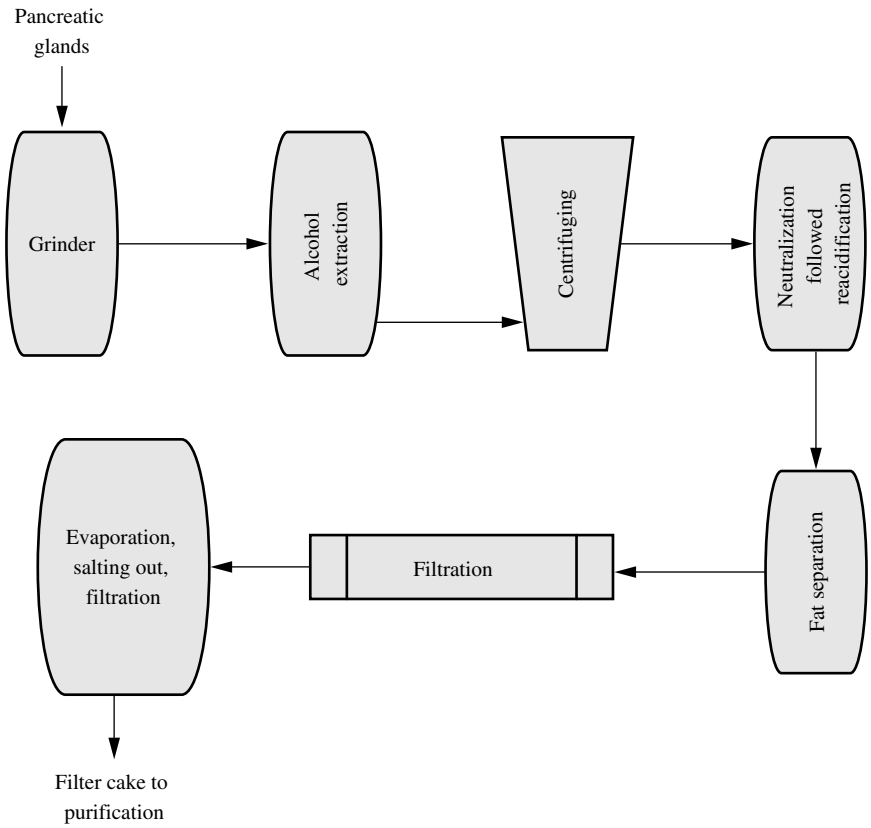 Pancreatic
glands
Grinder
Alcohol
extraction
Centrifuging
Neutralization
followed
reacidification
Fat separation
Filtration
Evaporation,
salting out,
filtration
Filter cake to
purification